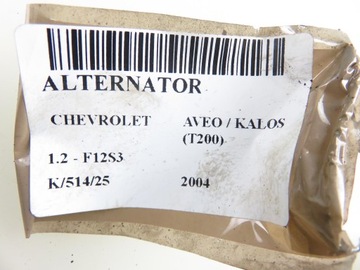 ALTERNATOR
CHEVROLET AVEO / KALOS
(T200)
1.2 - F12S3
K/514/25 2004